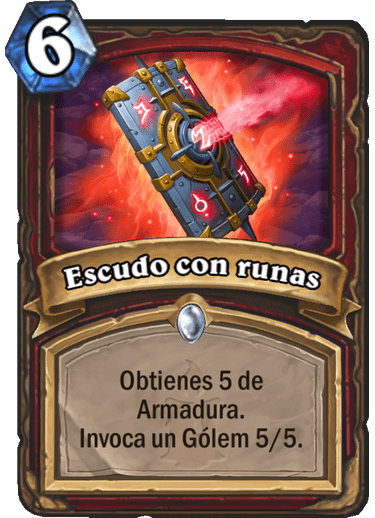 6
Escudo con runas
Obtienes 5 de
Armadura.
Invoca un Gólem 5/5.